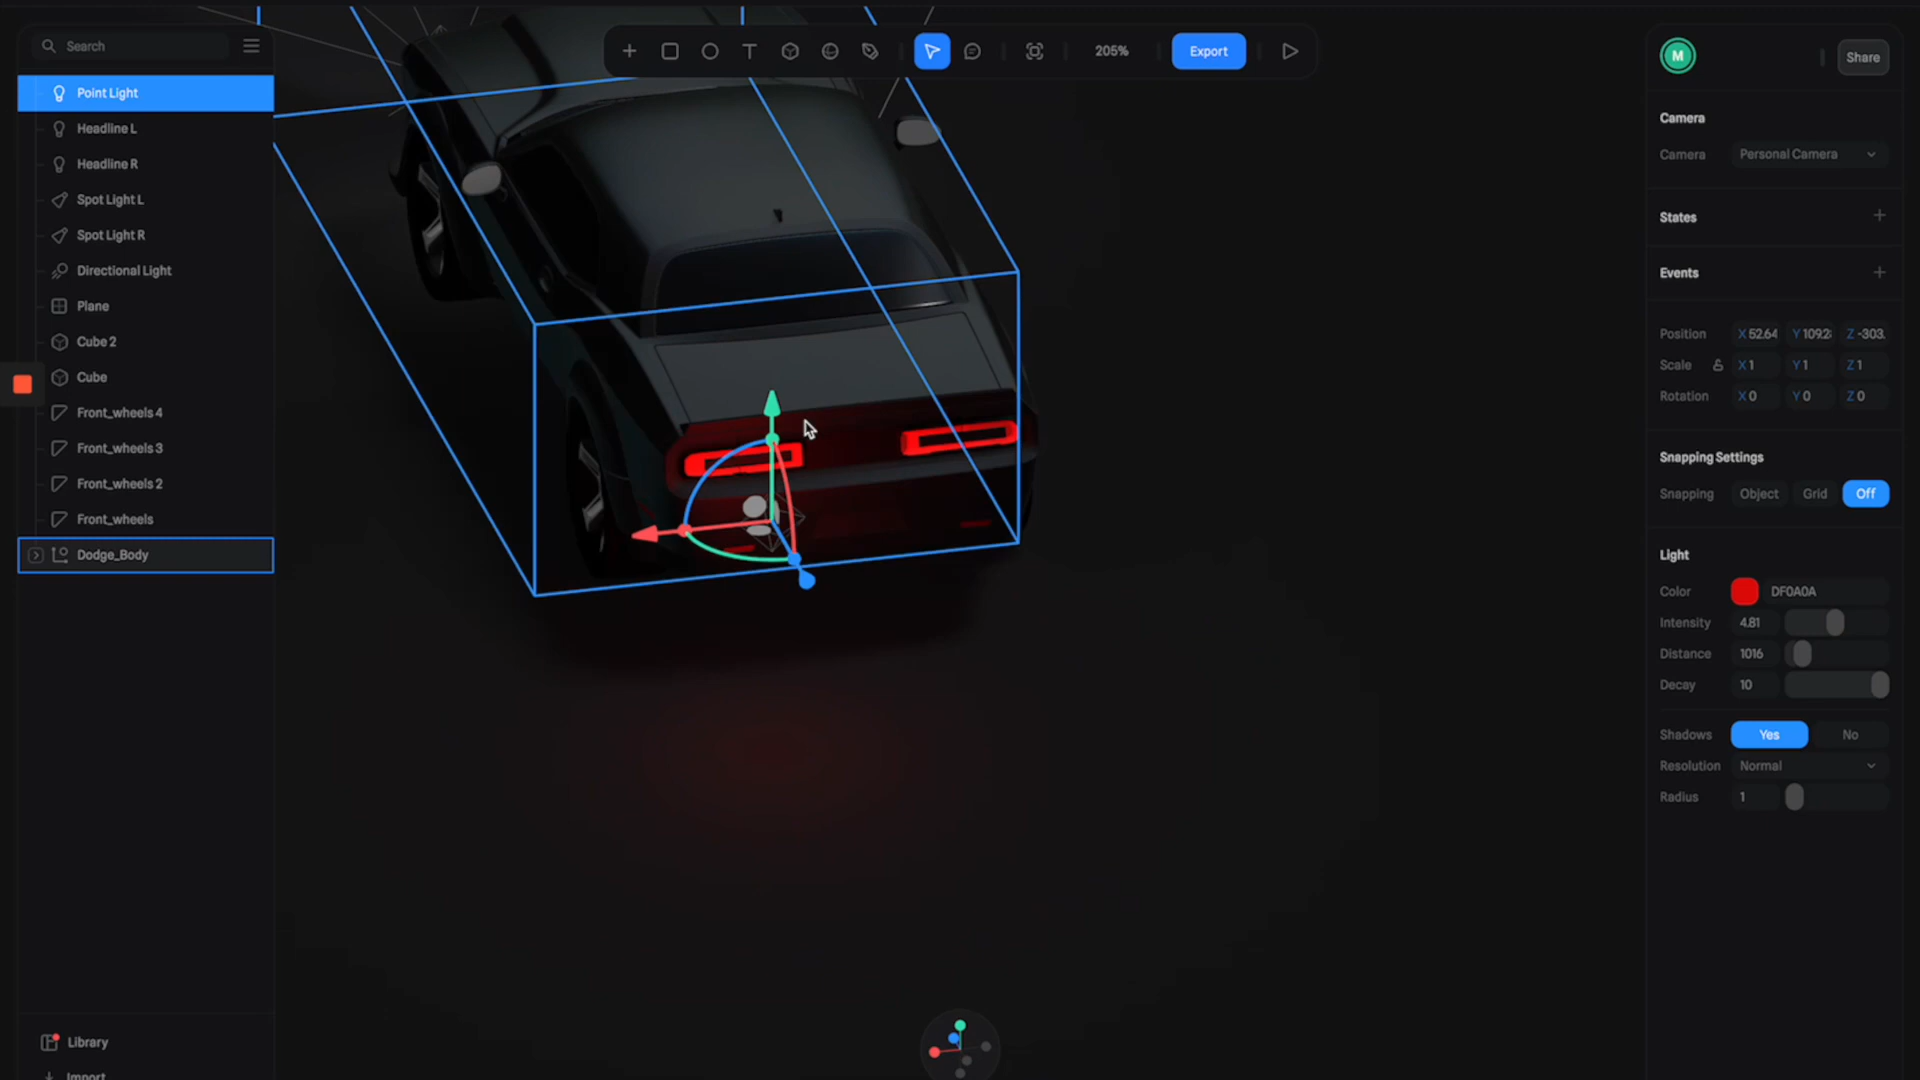 Search
Point Light
Headline L
Headline R
Spot Light L
Spot Light R
Directional Light
Plane
Cube 2
Cube
Front_wheels 4
Front_wheels 3
Front_wheels 2
Front_wheels
Dodge_Body
Library
Import
T
205%
Export
M
Share
Camera
Camera Personal Camera
States
Events
Position X 52.64 Y 109.2 Z -303.
Scale X 1 Y 1 Z 1
Rotation X 0 Y 0 Z 0
Snapping Settings
Snapping Object Grid Off
Light
Color DF0A0A
Intensity 4.81
Distance 1016
Decay 10
Shadows Yes No
Resolution Normal
Radius 1